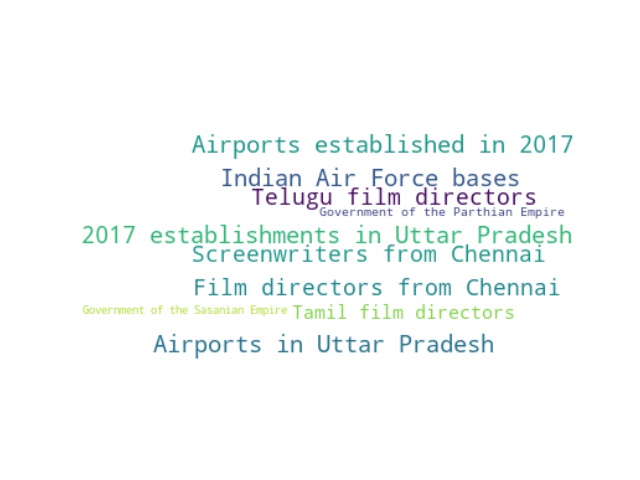 Airports established in 2017
Indian Air Force bases
Telugu film directors
Government of the Parthian Empire
2017 establishments in Uttar Pradesh
Screenwriters from Chennai
Film directors from Chennai
Government of the Sasanian Empire
Tamil film directors
Airports in Uttar Pradesh